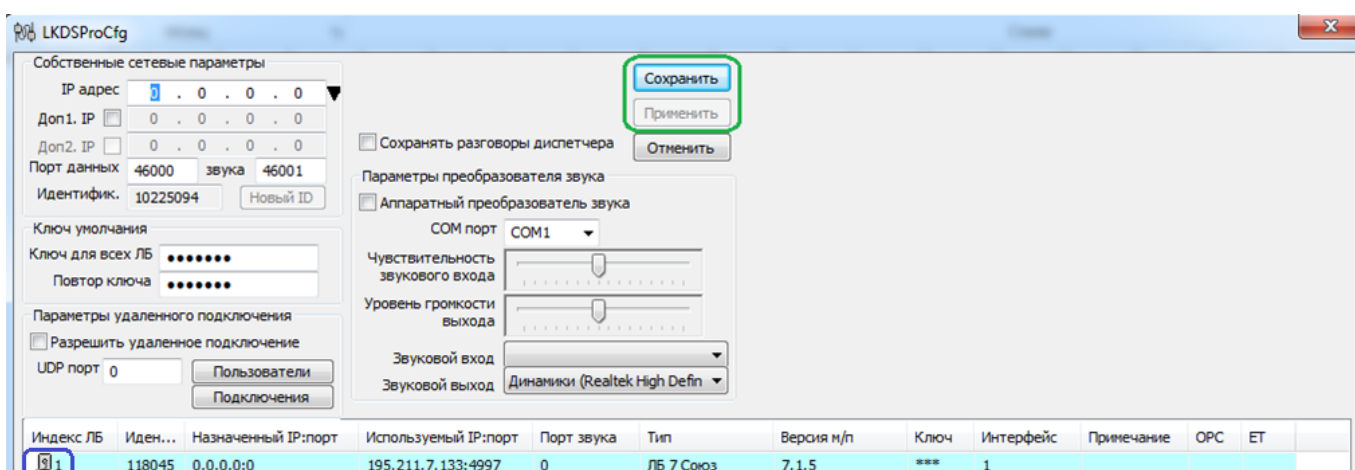 LKDSProCfg
Собственные сетевые параметры
IP адрес 0 . 0 . 0 . 0
Доп1. IP 0 . 0 . 0 . 0
Доп2. IP 0 . 0 . 0 . 0
Порт данных 46000 звука 46001
Идентифик. 10225094 Новый ID
Ключ умолчания
Ключ для всех ЛБ •••••••
Повтор ключа •••••••
Параметры удаленного подключения
Разрешить удаленное подключение
UDP порт 0 Пользователи
Подключения
Сохранить
Применить
Сохранять разговоры диспетчера Отменить
Параметры преобразователя звука
Аппаратный преобразователь звука
COM порт COM1
Чувствительность
звукового входа
Уровень громкости
выхода
Звуковой вход
Звуковой выход Динамики (Realtek High Defin
Индекс ЛБ Иден... Назначенный IP:порт Используемый IP:порт Порт звука Тип Версия м/п Ключ Интерфейс Примечание OPC ET
1 118045 0.0.0.0:0 195.211.7.133:4997 0 ЛБ 7 Союз 7.1.5 *** 1